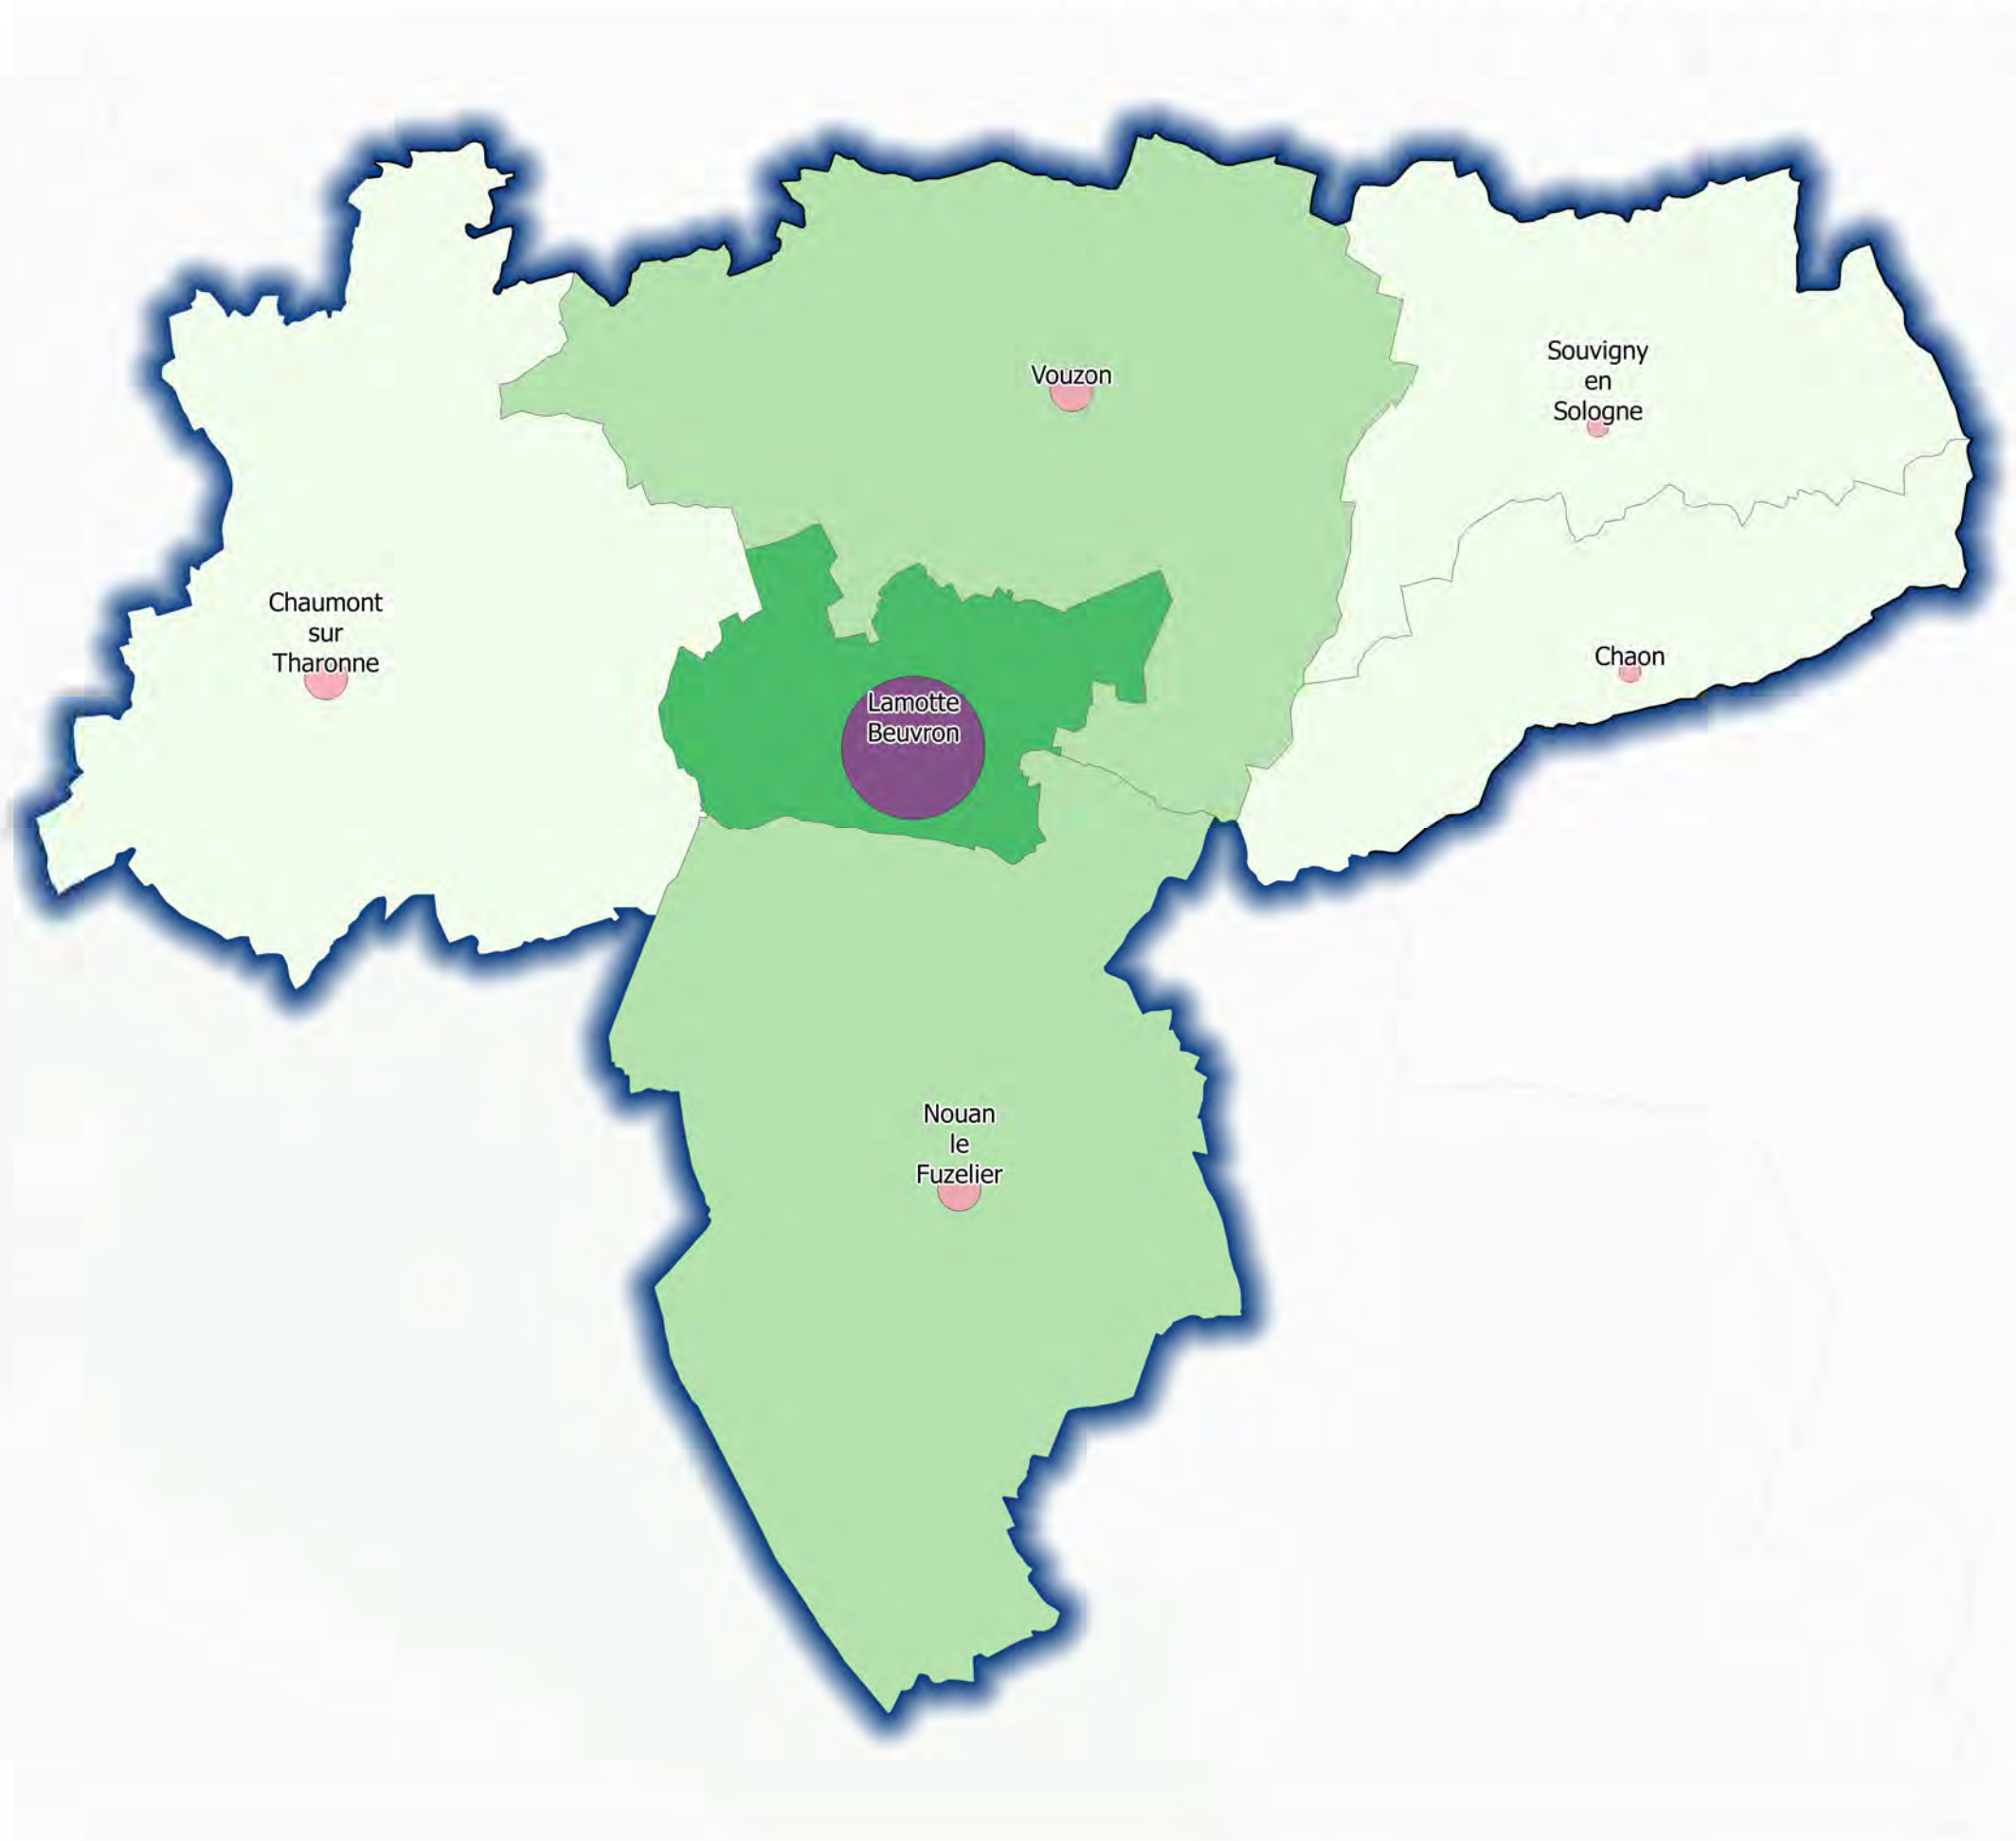 Vouzon
Souvigny
en
Sologne
Chaumont
sur
Tharonne
Chaon
Lamotte
Beuvron
Nouan
le
Fuzelier